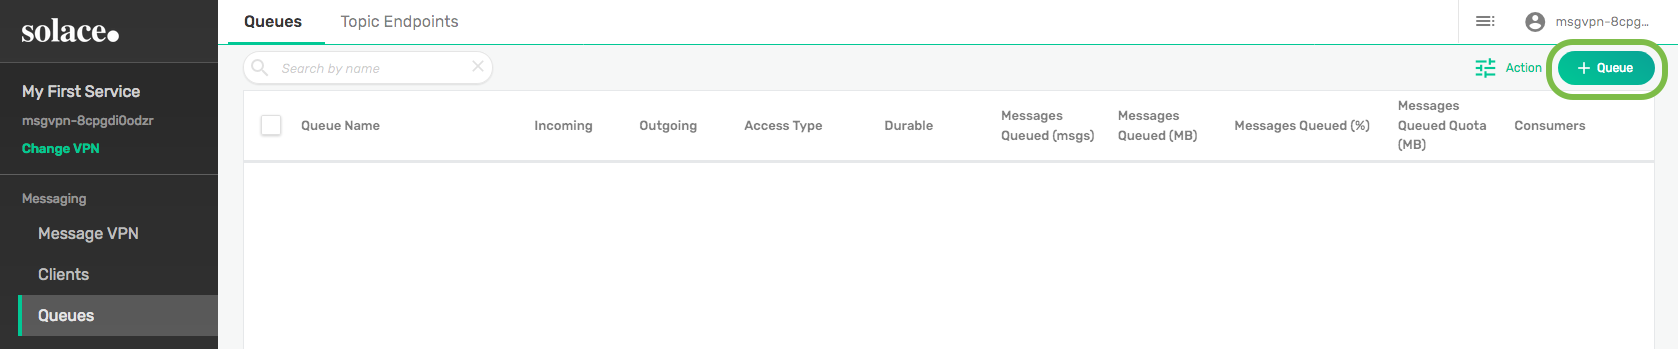 solace.
My First Service
msgvpn-8cpgdi0odzr
Change VPN
Messaging
Message VPN
Clients
Queues
Queues
Topic Endpoints
msgvpn-8cpg...
Search by name
Action
+ Queue
Queue Name
Incoming
Outgoing
Access Type
Durable
Messages
Queued (msgs)
Messages
Queued (MB)
Messages Queued (%)
Messages
Queued Quota
(MB)
Consumers